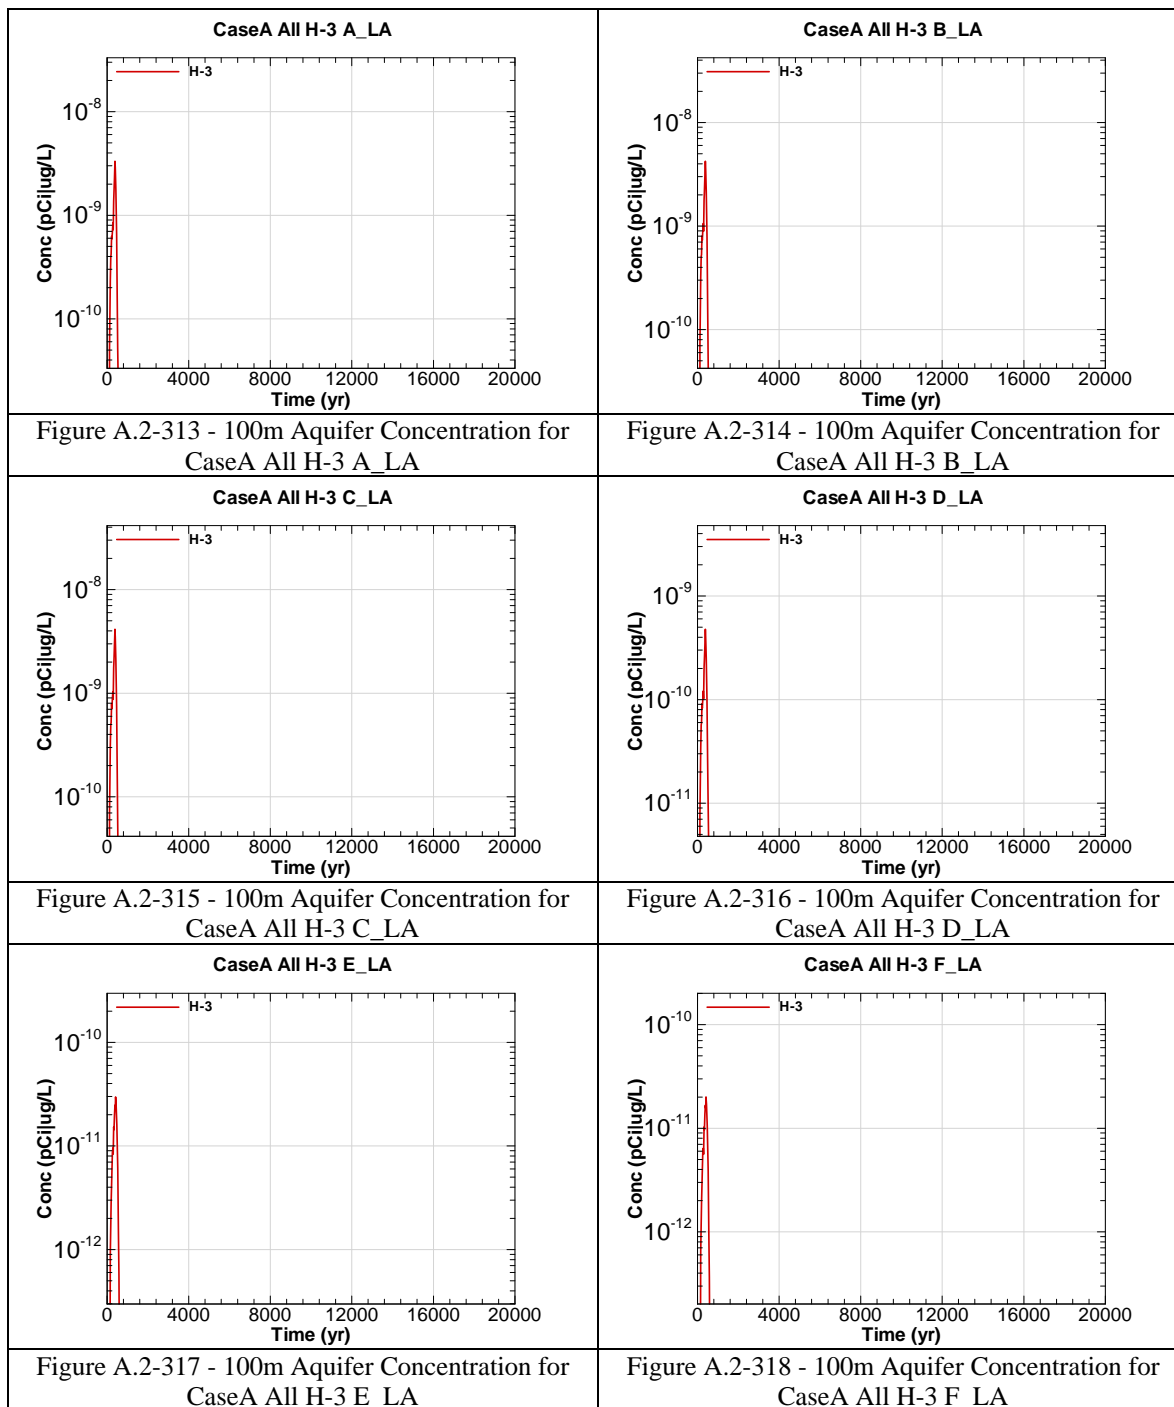 CaseA All H-3 A_LA
H-3
Conc (pCi|ug/L)
10-8
10-9
10-10
0 4000 8000 12000 16000 20000
Time (yr)
Figure A.2-313 - 100m Aquifer Concentration for
CaseA All H-3 A_LA
CaseA All H-3 B_LA
H-3
Conc (pCi|ug/L)
10-8
10-9
10-10
0 4000 8000 12000 16000 20000
Time (yr)
Figure A.2-314 - 100m Aquifer Concentration for
CaseA All H-3 B_LA
CaseA All H-3 C_LA
H-3
Conc (pCi|ug/L)
10-8
10-9
10-10
0 4000 8000 12000 16000 20000
Time (yr)
Figure A.2-315 - 100m Aquifer Concentration for
CaseA All H-3 C_LA
CaseA All H-3 D_LA
H-3
Conc (pCi|ug/L)
10-9
10-10
10-11
0 4000 8000 12000 16000 20000
Time (yr)
Figure A.2-316 - 100m Aquifer Concentration for
CaseA All H-3 D_LA
CaseA All H-3 E_LA
H-3
Conc (pCi|ug/L)
10-10
10-11
10-12
0 4000 8000 12000 16000 20000
Time (yr)
Figure A.2-317 - 100m Aquifer Concentration for
CaseA All H-3 E_LA
CaseA All H-3 F_LA
H-3
Conc (pCi|ug/L)
10-10
10-11
10-12
0 4000 8000 12000 16000 20000
Time (yr)
Figure A.2-318 - 100m Aquifer Concentration for
CaseA All H-3 F_LA